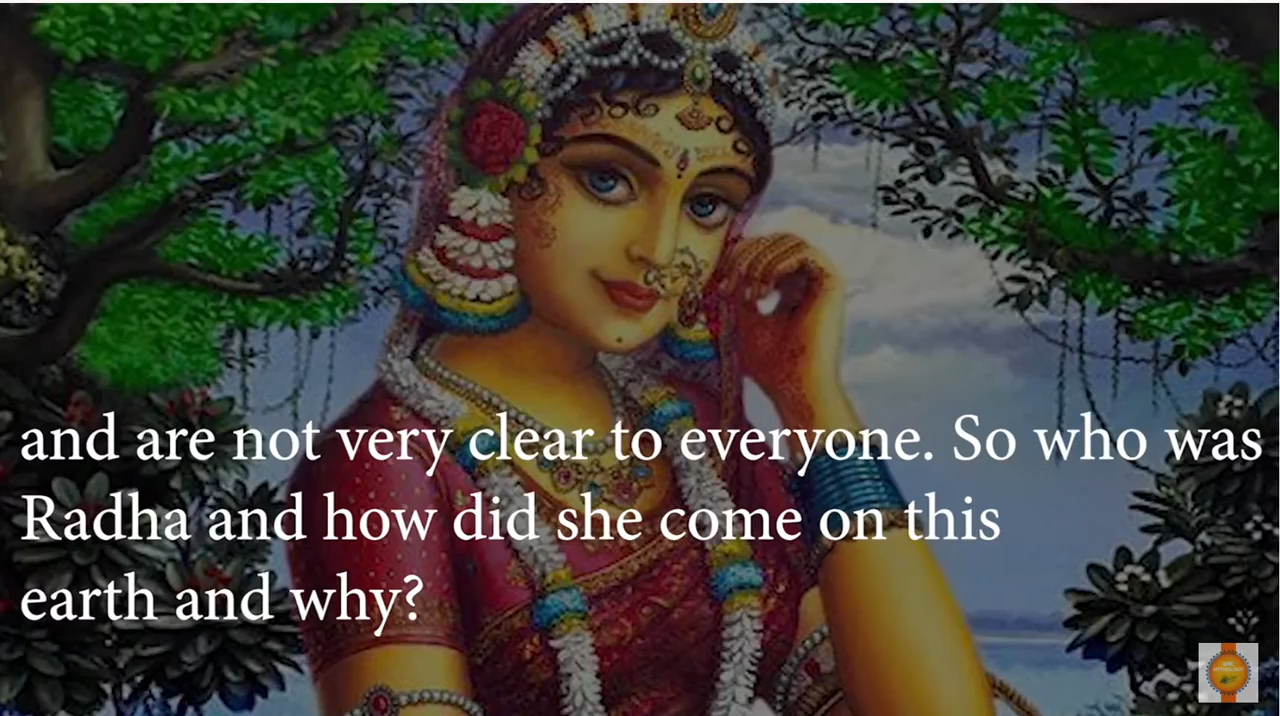 and are not very clear to everyone. So who was
Radha and how did she come on this
earth and why?